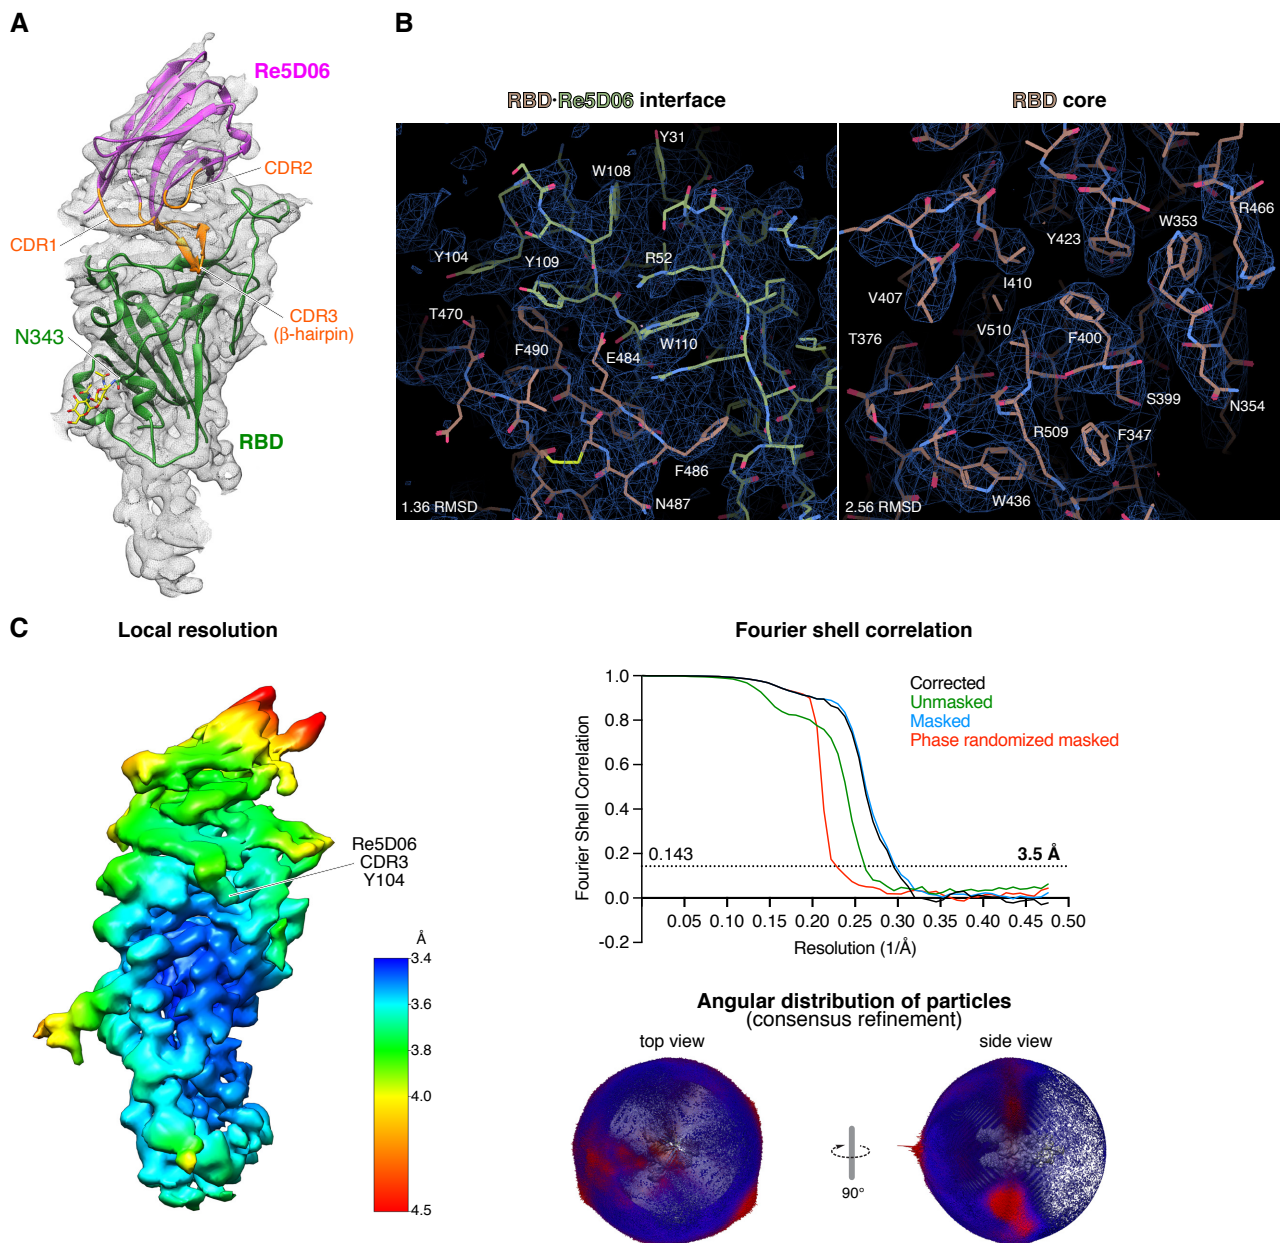 A
Re5D06
CDR2
CDR1
CDR3
(β-hairpin)
N343
RBD
B
RBD·Re5D06 interface
Y31
W108
Y104
Y109
R52
T470
F490
E484
W110
F486
N487
1.36 RMSD
RBD core
R466
W353
Y423
I410
V407
V510
F400
T376
S399
N354
R509
F347
W436
2.56 RMSD
C
Local resolution
Re5D06
CDR3
Y104
Å
3.4
3.6
3.8
4.0
4.5
Fourier shell correlation
Corrected
Unmasked
Masked
Phase randomized masked
Fourier Shell Correlation
1.0
0.8
0.6
0.4
0.2
0.0
-0.2
0.143
3.5 Å
0.05 0.10 0.15 0.20 0.25 0.30 0.35 0.40 0.45 0.50
Resolution (1/Å)
Angular distribution of particles
(consensus refinement)
top view
side view
90°